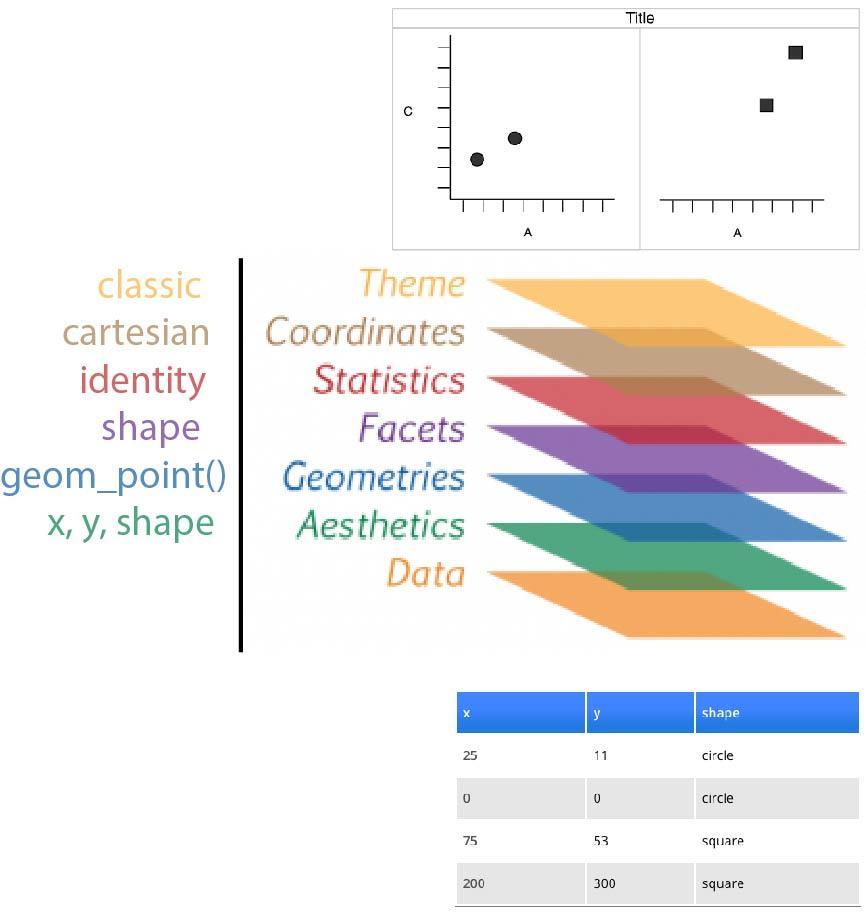 Title
C
A
A
classic
Theme
cartesian
Coordinates
identity
Statistics
shape
Facets
geom_point()
Geometries
x, y, shape
Aesthetics
Data
x y shape
25 11 circle
0 0 circle
75 53 square
200 300 square